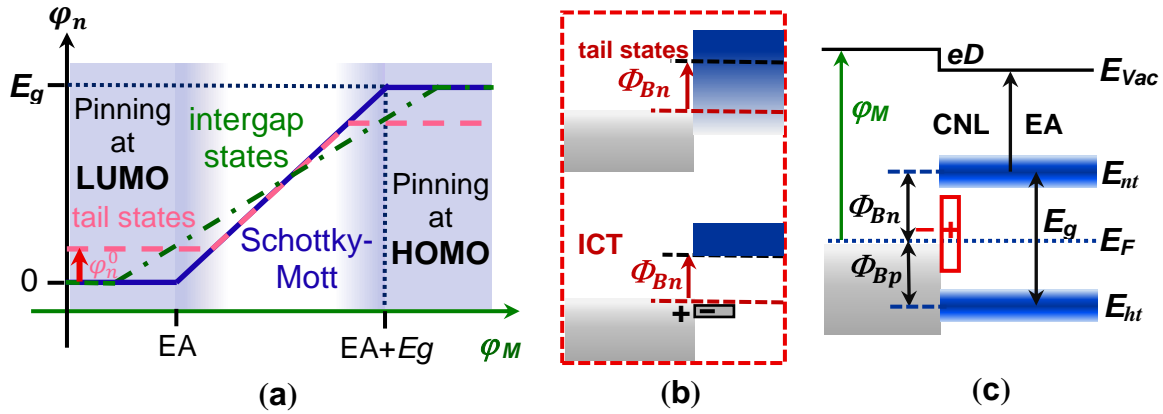 φn
Eg
Pinning
at
LUMO
intergap
states
tail states
φn⁰
Schottky-
Mott
Pinning
at
HOMO
0
EA
EA+Eg
φM
(a)
tail states
ΦBn
ICT
ΦBn
+ −
(b)
eD
EVac
φM
CNL
EA
Ent
ΦBn
− +
Eg
EF
ΦBp
Eht
(c)